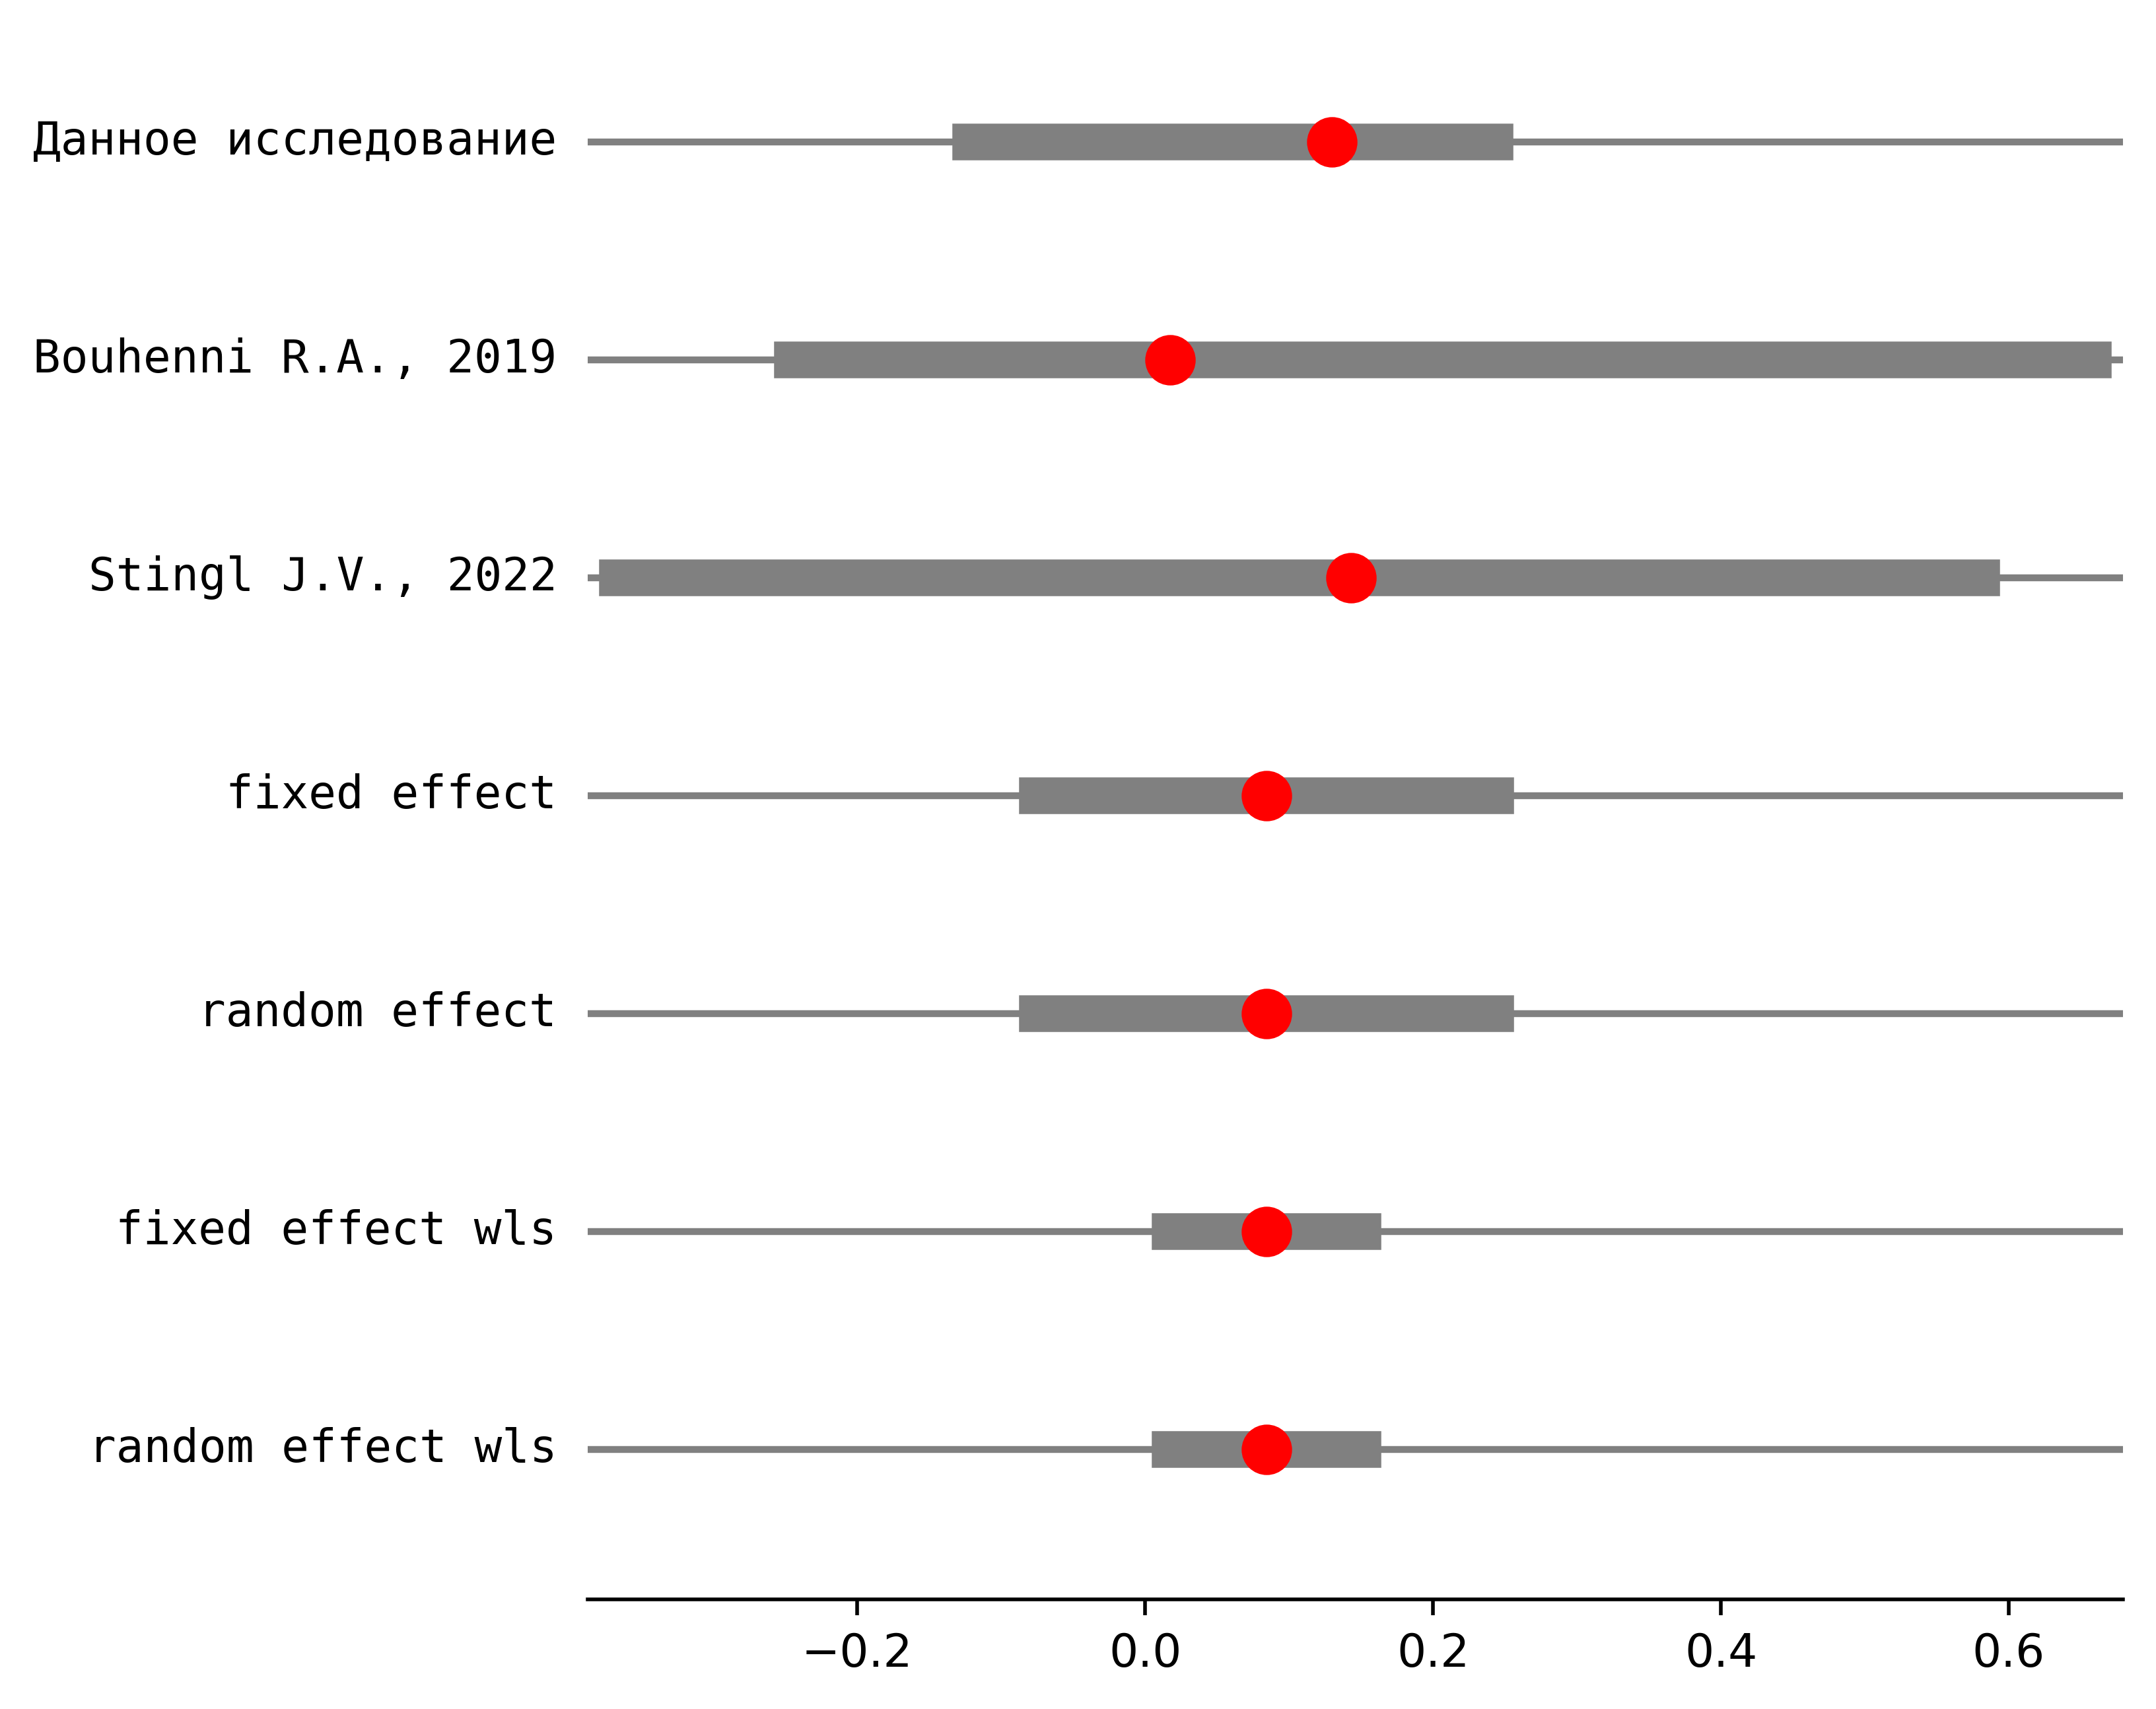 Данное исследование
Bouhenni R.A., 2019
Stingl J.V., 2022
fixed effect
random effect
fixed effect wls
random effect wls
−0.2 0.0 0.2 0.4 0.6